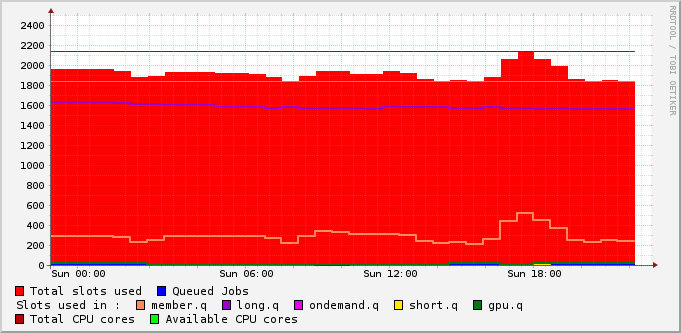 2400
2200
2000
1800
1600
1400
1200
1000
800
600
400
200
0
Sun 00:00 Sun 06:00 Sun 12:00 Sun 18:00
RRDTOOL / TOBI OETIKER
Total slots used Queued Jobs
Slots used in : member.q long.q ondemand.q short.q gpu.q
Total CPU cores Available CPU cores